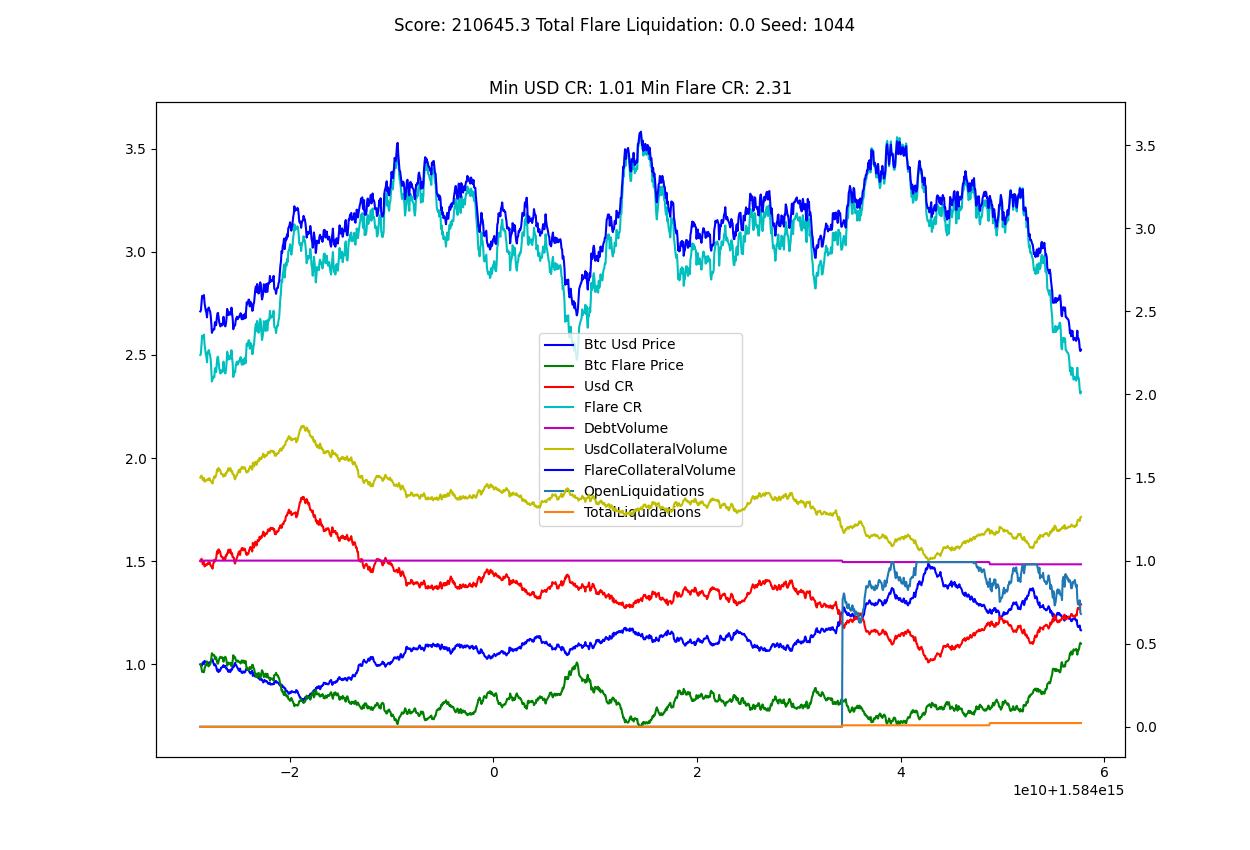 Score: 210645.3 Total Flare Liquidation: 0.0 Seed: 1044
Min USD CR: 1.01 Min Flare CR: 2.31
3.5
3.0
2.5
2.0
1.5
1.0
Btc Usd Price
Btc Flare Price
Usd CR
Flare CR
DebtVolume
UsdCollateralVolume
FlareCollateralVolume
OpenLiquidations
TotalLiquidations
3.5
3.0
2.5
2.0
1.5
1.0
0.5
0.0
−2
0
2
4
6
1e10+1.584e15